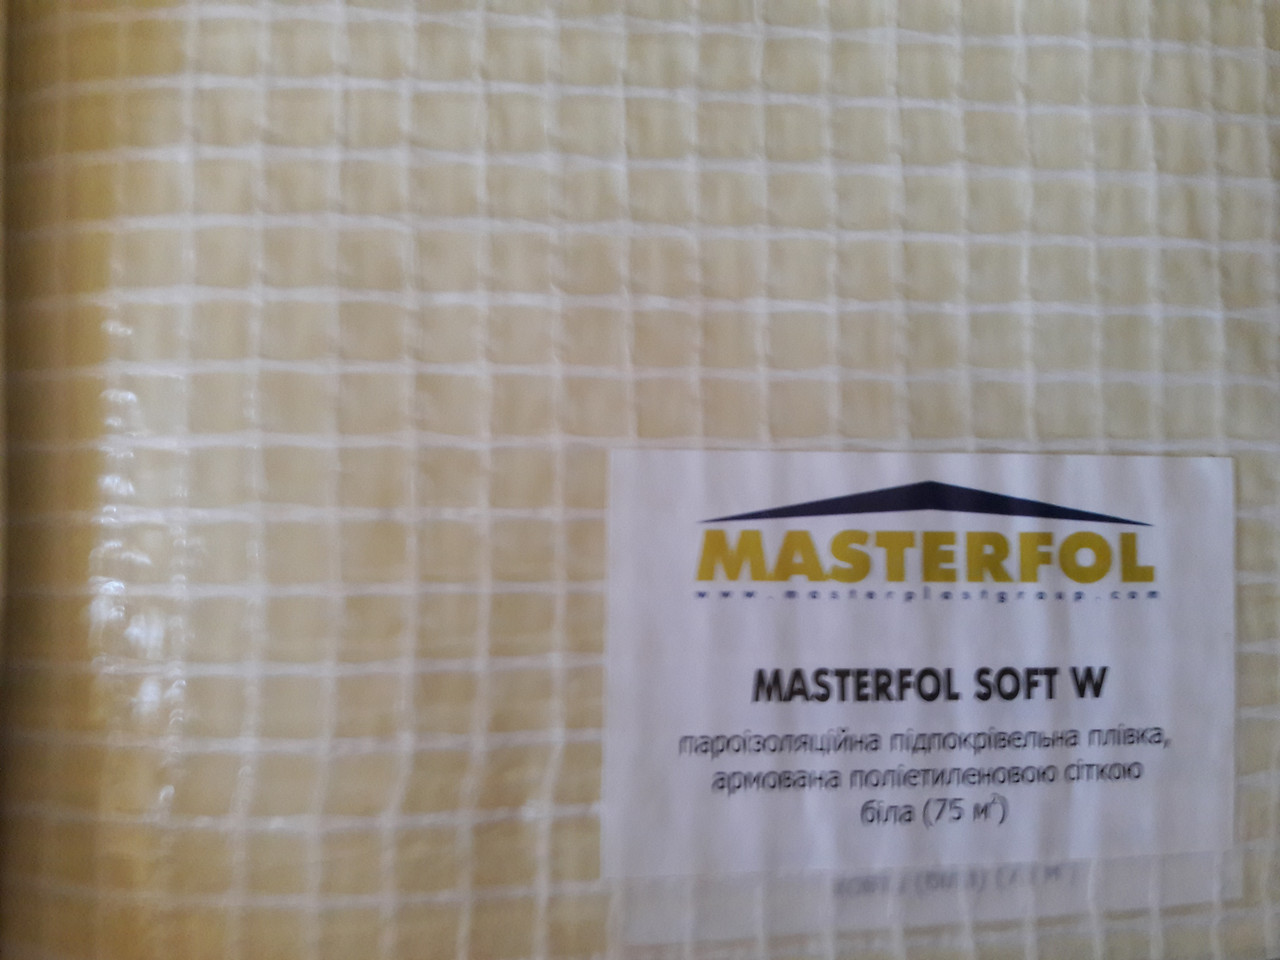 MASTERFOL
www.masterplastgroup.com
MASTERFOL SOFT W
пароізоляційна підпокрівельна плівка,
армована поліетиленовою сіткою
біла (75 м²)